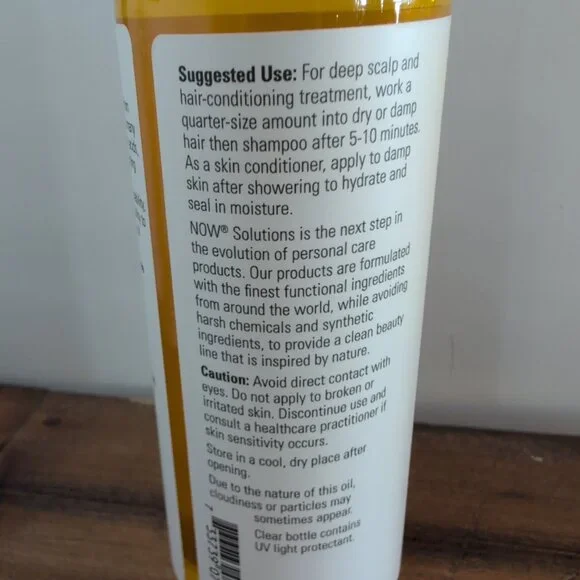 Suggested Use: For deep scalp and
hair-conditioning treatment, work a
quarter-size amount into dry or damp
hair then shampoo after 5-10 minutes.
As a skin conditioner, apply to damp
skin after showering to hydrate and
seal in moisture.
NOW® Solutions is the next step in
the evolution of personal care
products. Our products are formulated
with the finest functional ingredients
from around the world, while avoiding
harsh chemicals and synthetic
ingredients, to provide a clean beauty
line that is inspired by nature.
Caution: Avoid direct contact with
eyes. Do not apply to broken or
irritated skin. Discontinue use and
consult a healthcare practitioner if
skin sensitivity occurs.
Store in a cool, dry place after
opening.
Due to the nature of this oil,
cloudiness or particles may
sometimes appear.
Clear bottle contains
UV light protectant.
7 33739 0